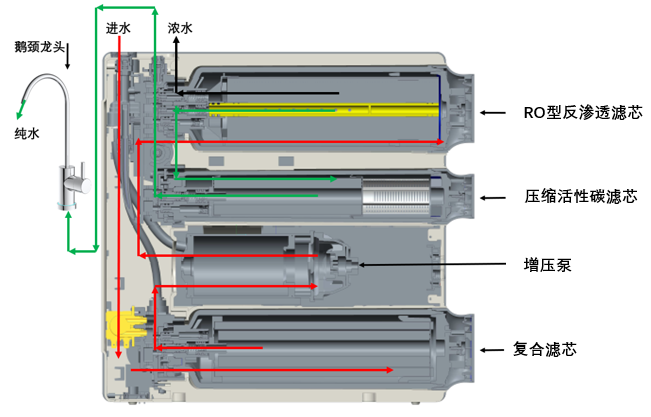 进水
浓水
鹅颈龙头
纯水
RO型反渗透滤芯
压缩活性碳滤芯
增压泵
复合滤芯